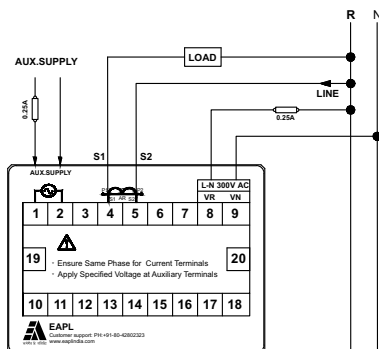 R N
LOAD
AUX.SUPPLY
LINE
0.25A
0.25A
S1 S2
AUX.SUPPLY
L-N 300V AC
S1 AR S2
VR VN
1 2 3 4 5 6 7 8 9
19 20
· Ensure Same Phase for Current Terminals
· Apply Specified Voltage at Auxiliary Terminals
10 11 12 13 14 15 16 17 18
EAPL
Customer support PH:+91-80-42802323
www.eaplindia.com